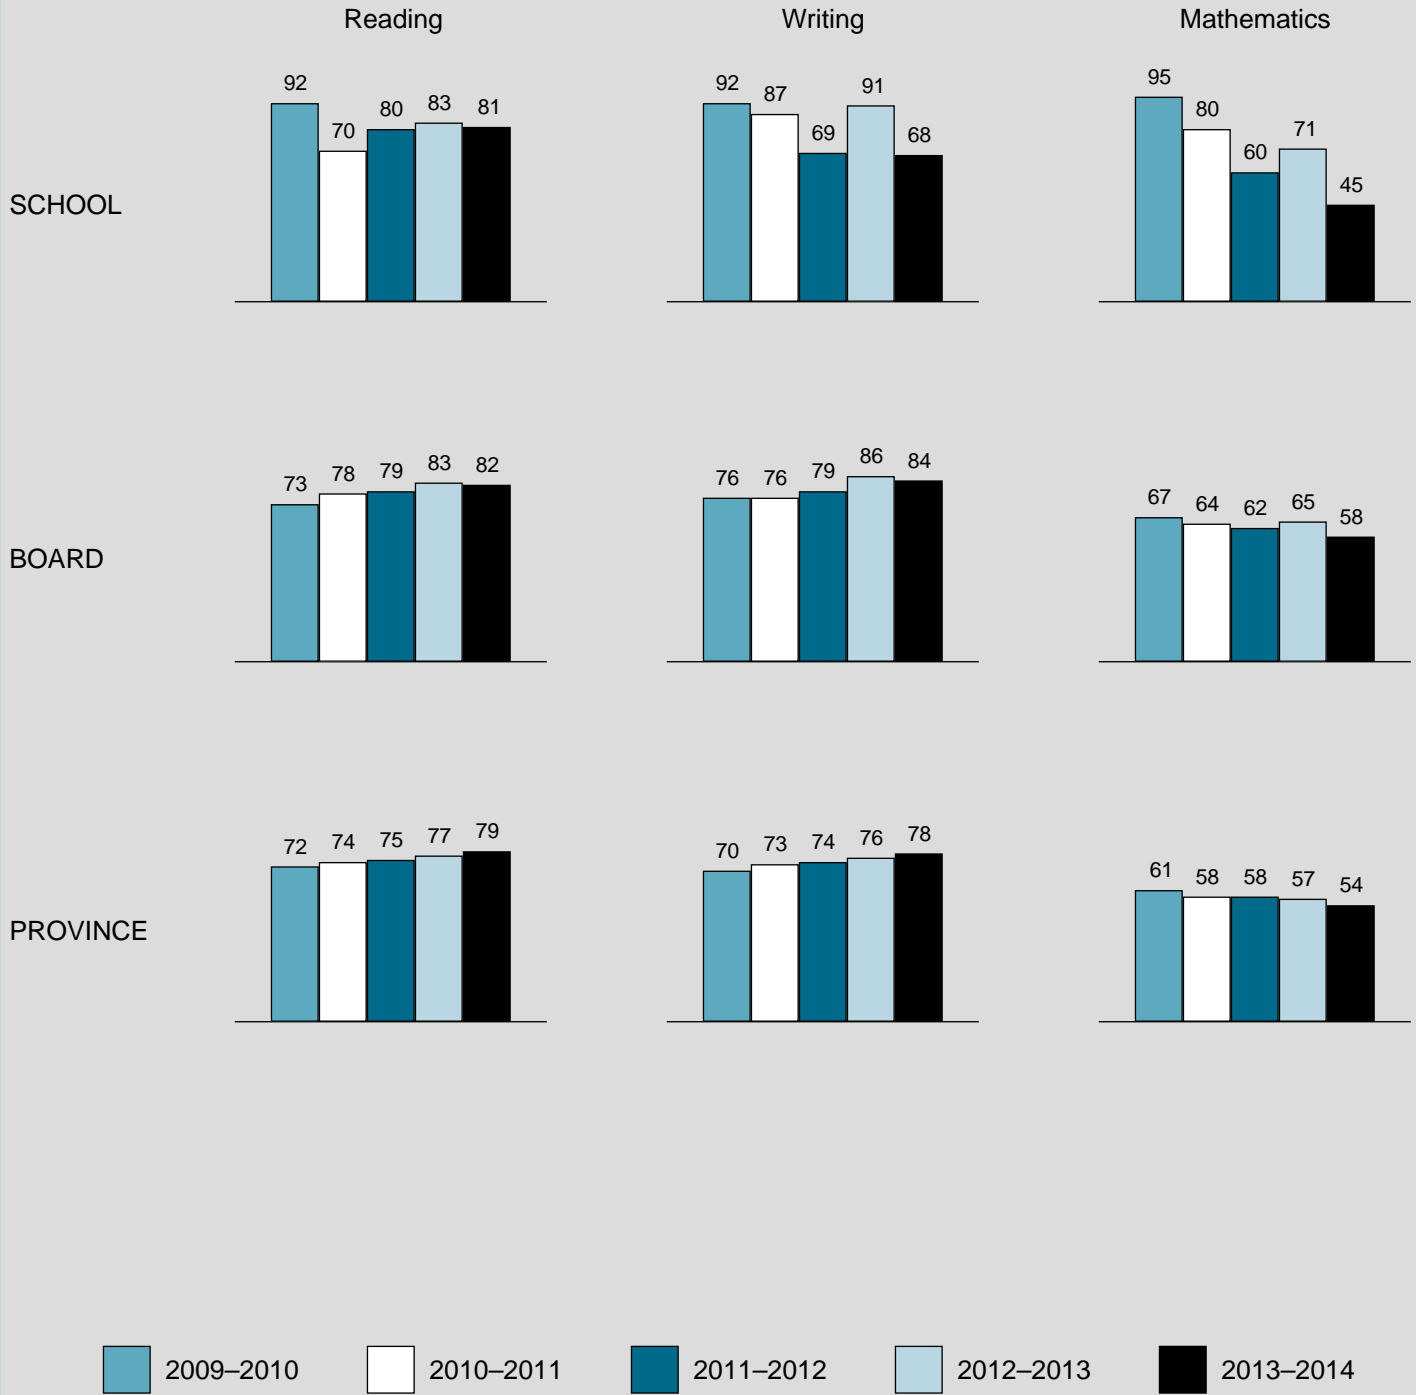 Reading Writing Mathematics
SCHOOL
92 70 80 83 81
92 87 69 91 68
95 80 60 71 45
BOARD
73 78 79 83 82
76 76 79 86 84
67 64 62 65 58
PROVINCE
72 74 75 77 79
70 73 74 76 78
61 58 58 57 54
2009–2010 2010–2011 2011–2012 2012–2013 2013–2014